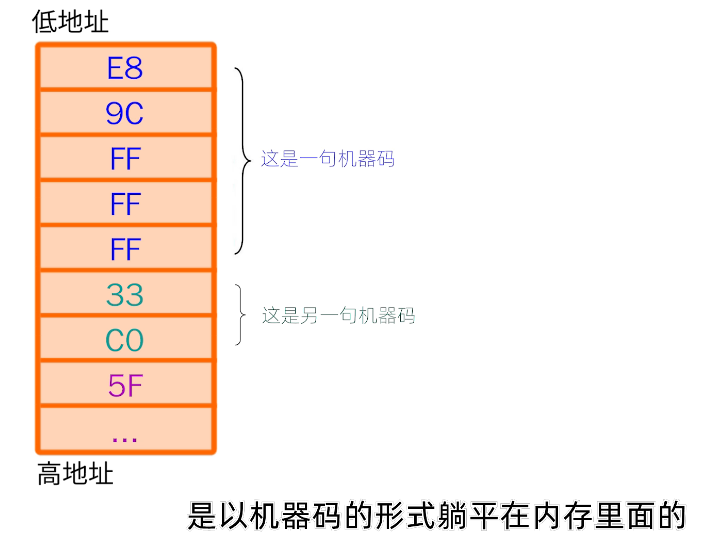 低地址
E8
9C
FF
FF
FF
这是一句机器码
33
C0
这是另一句机器码
5F
...
高地址
是以机器码的形式躺平在内存里面的